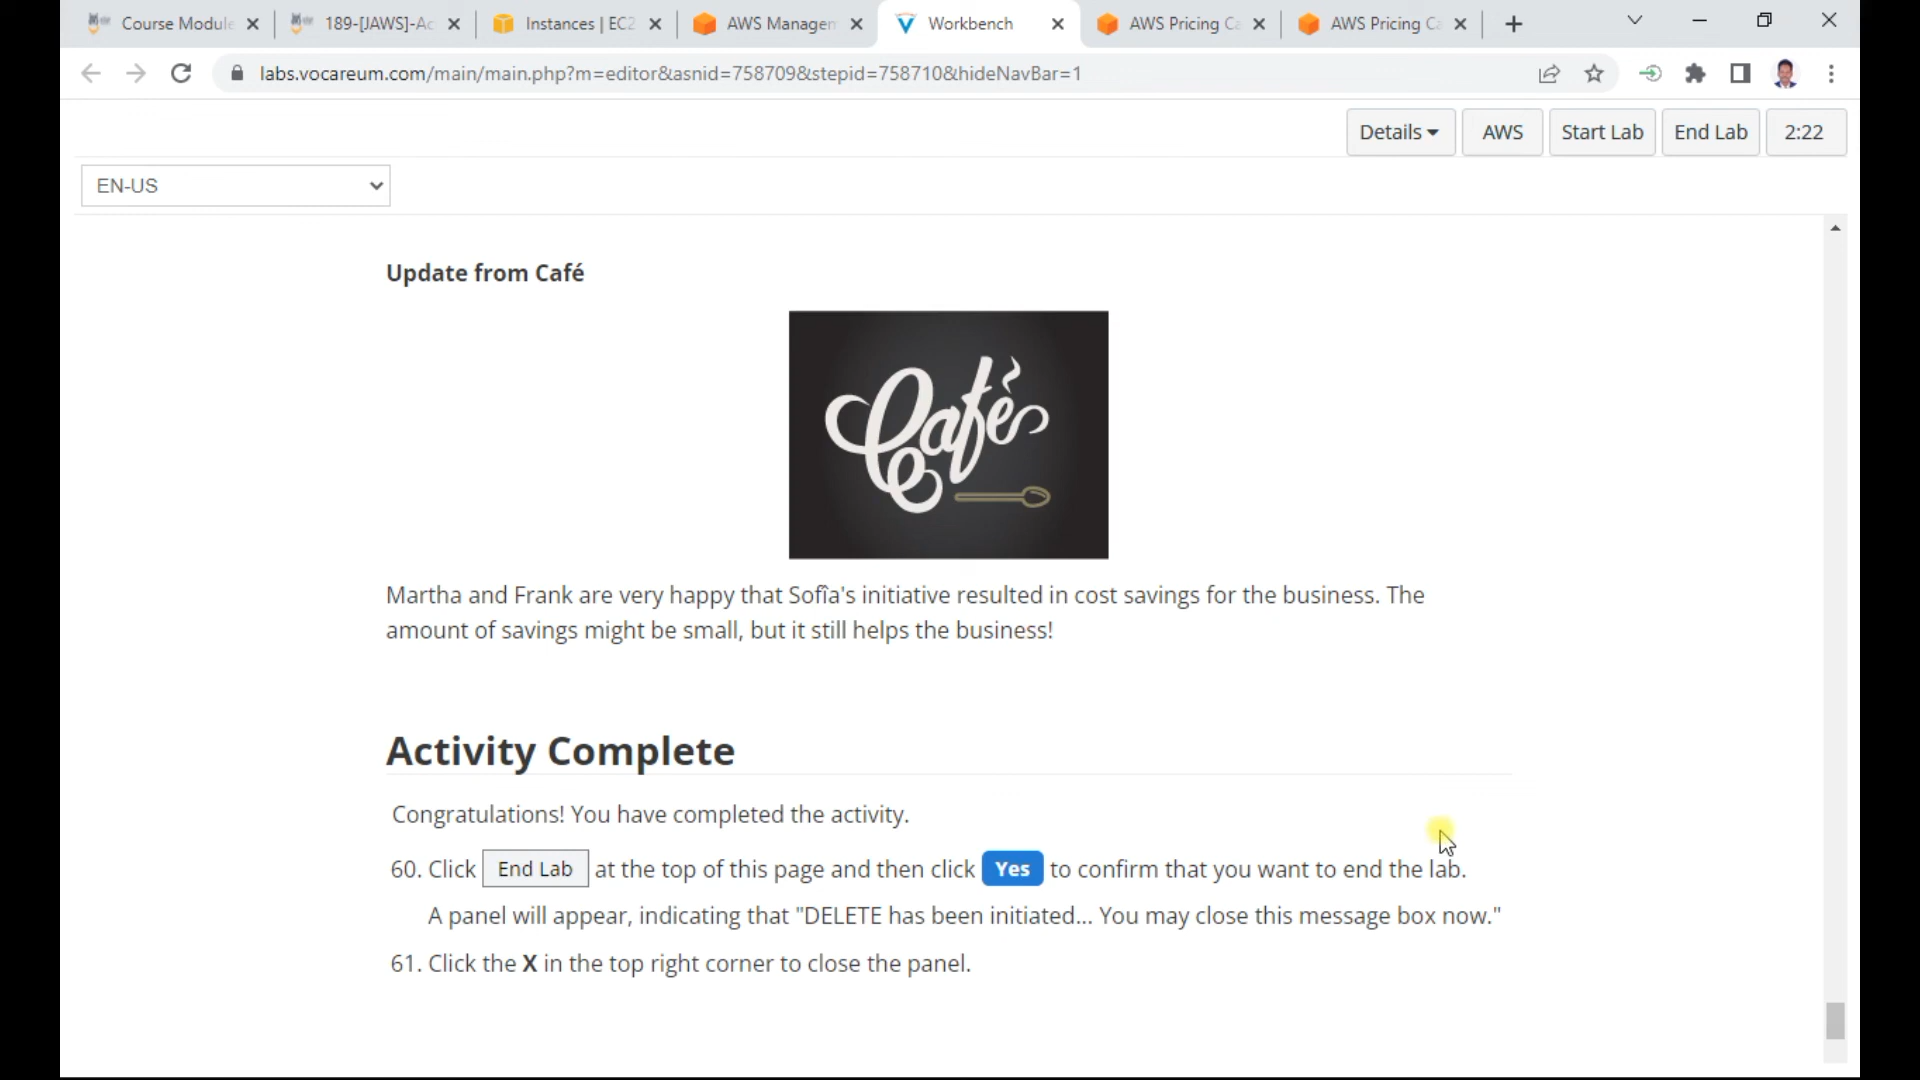 Course Module
189-[JAWS]-Ac
Instances | EC2
AWS Managem
Workbench
AWS Pricing Ca
AWS Pricing Ca
labs.vocareum.com/main/main.php?m=editor&asnid=758709&stepid=758710&hideNavBar=1
Details
AWS
Start Lab
End Lab
2:22
EN-US
Update from Café
Café
Martha and Frank are very happy that Sofîa's initiative resulted in cost savings for the business. The
amount of savings might be small, but it still helps the business!
Activity Complete
Congratulations! You have completed the activity.
60. Click End Lab at the top of this page and then click Yes to confirm that you want to end the lab.
A panel will appear, indicating that "DELETE has been initiated... You may close this message box now."
61. Click the X in the top right corner to close the panel.